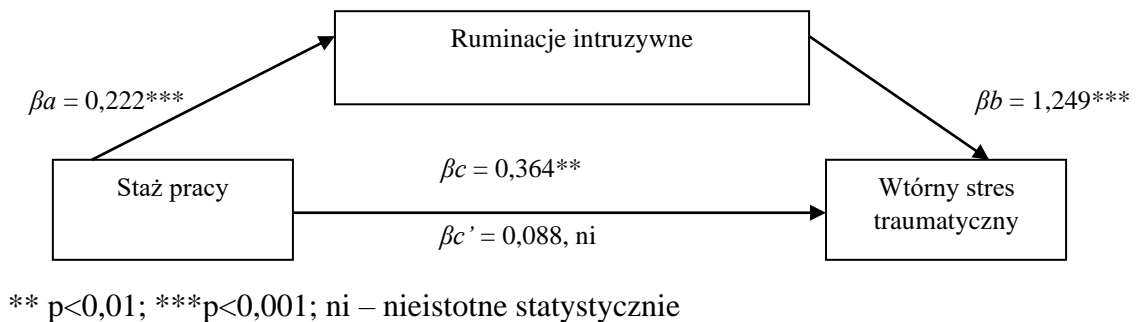 Ruminacje intruzywne
βa = 0,222***
βb = 1,249***
Staż pracy
βc = 0,364**
Wtórny stres
traumatyczny
βc’ = 0,088, ni
** p<0,01; ***p<0,001; ni – nieistotne statystycznie